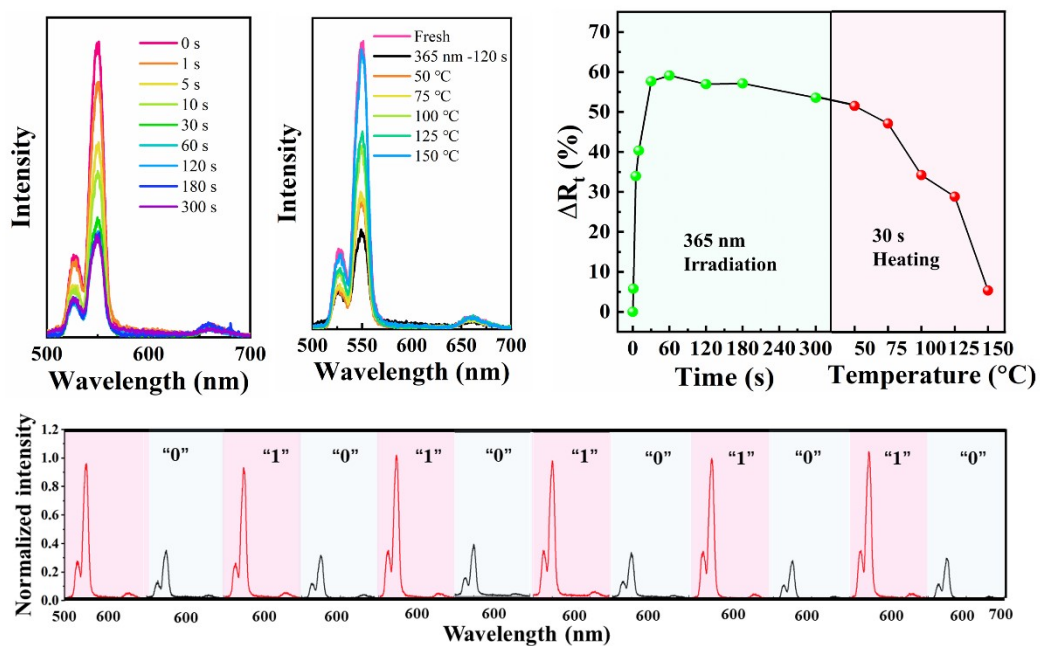 Intensity
0 s
1 s
5 s
10 s
30 s
60 s
120 s
180 s
300 s
500 600 700
Wavelength (nm)
Intensity
Fresh
365 nm -120 s
50 °C
75 °C
100 °C
125 °C
150 °C
500 550 600 650 700
Wavelength (nm)
ΔRt (%)
70
60
50
40
30
20
10
0
365 nm
Irradiation
30 s
Heating
0 60 120 180 240 300 50 75 100 125 150
Time (s) Temperature (°C)
Normalized intensity
1.2
1.0
0.8
0.6
0.4
0.2
0.0
“0” “1” “0” “1” “0” “1” “0” “1” “0” “1” “0”
500 600 600 600 600 600 600 600 600 600 600 600 600 700
Wavelength (nm)